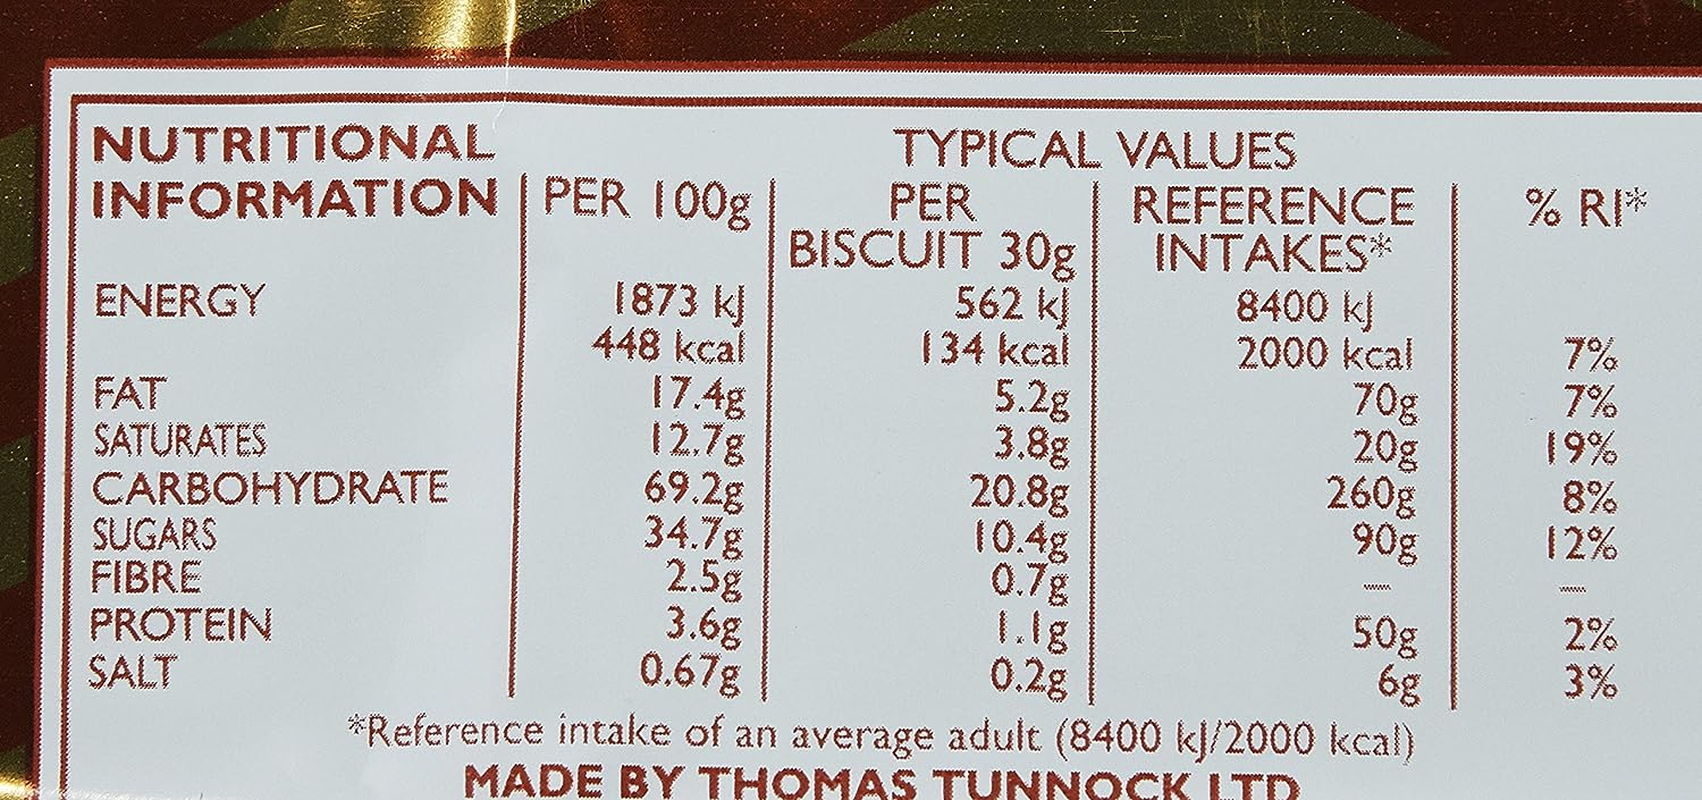 NUTRITIONAL TYPICAL VALUES
INFORMATION PER 100g PER REFERENCE % RI*
BISCUIT 30g INTAKES*
ENERGY 1873 kJ 562 kJ 8400 kJ
448 kcal 134 kcal 2000 kcal 7%
FAT 17.4g 5.2g 70g 7%
SATURATES 12.7g 3.8g 20g 19%
CARBOHYDRATE 69.2g 20.8g 260g 8%
SUGARS 34.7g 10.4g 90g 12%
FIBRE 2.5g 0.7g – –
PROTEIN 3.6g 1.1g 50g 2%
SALT 0.67g 0.2g 6g 3%
*Reference intake of an average adult (8400 kJ/2000 kcal)
MADE BY THOMAS TUNNOCK LTD